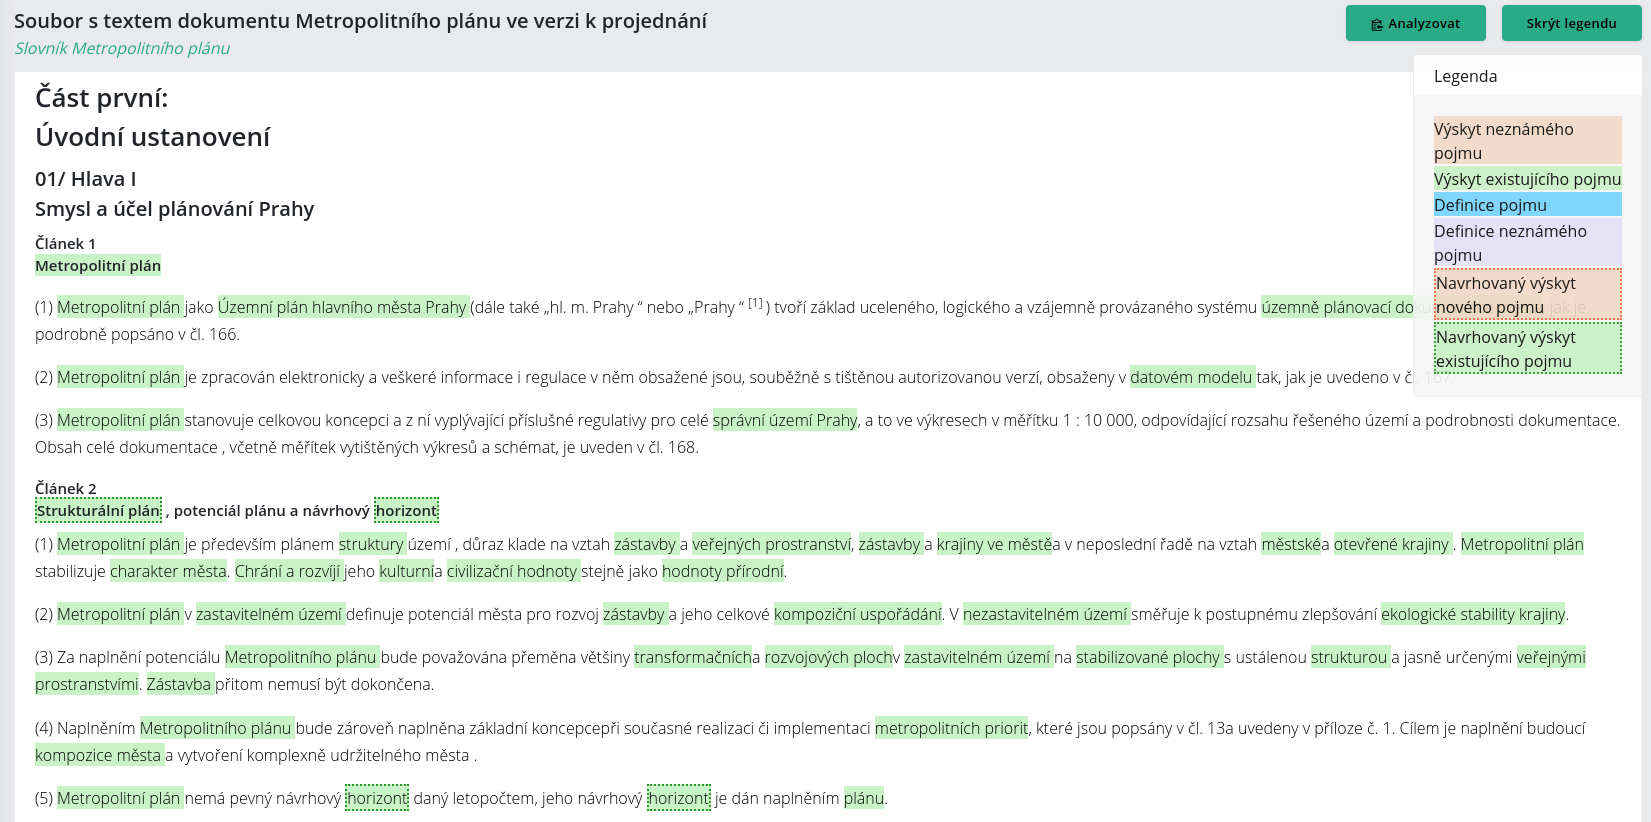 Soubor s textem dokumentu Metropolitního plánu ve verzi k projednání
Analyzovat
Skrýt legendu
Slovník Metropolitního plánu
Legenda
Výskyt neznámého
pojmu
Výskyt existujícího pojmu
Definice pojmu
Definice neznámého
pojmu
Navrhovaný výskyt
nového pojmu
Navrhovaný výskyt
existujícího pojmu
Část první:
Úvodní ustanovení
01/ Hlava I
Smysl a účel plánování Prahy
Článek 1
Metropolitní plán
(1) Metropolitní plán jako Územní plán hlavního města Prahy (dále také „hl. m. Prahy “ nebo „Prahy “ [1] ) tvoří základ uceleného, logického a vzájemně provázaného systému územně plánovací jak je
podrobně popsáno v čl. 166.
(2) Metropolitní plán je zpracován elektronicky a veškeré informace i regulace v něm obsažené jsou, souběžně s tištěnou autorizovanou verzí, obsaženy v datovém modelu tak, jak je uvedeno v čl. 167.
(3) Metropolitní plán stanovuje celkovou koncepci a z ní vyplývající příslušné regulativy pro celé správní území Prahy, a to ve výkresech v měřítku 1 : 10 000, odpovídající rozsahu řešeného území a podrobnosti dokumentace.
Obsah celé dokumentace , včetně měřítek vytištěných výkresů a schémat, je uveden v čl. 168.
Článek 2
Strukturální plán , potenciál plánu a návrhový horizont
(1) Metropolitní plán je především plánem struktury území , důraz klade na vztah zástavby a veřejných prostranství, zástavby a krajiny ve městěa v neposlední řadě na vztah městskéa otevřené krajiny . Metropolitní plán
stabilizuje charakter města. Chrání a rozvíjí jeho kulturnía civilizační hodnoty stejně jako hodnoty přírodní.
(2) Metropolitní plán v zastavitelném území definuje potenciál města pro rozvoj zástavby a jeho celkové kompoziční uspořádání. V nezastavitelném území směřuje k postupnému zlepšování ekologické stability krajiny.
(3) Za naplnění potenciálu Metropolitního plánu bude považována přeměna většiny transformačnícha rozvojových plochv zastavitelném území na stabilizované plochy s ustálenou strukturou a jasně určenými veřejnými
prostranstvími. Zástavba přitom nemusí být dokončena.
(4) Naplněním Metropolitního plánu bude zároveň naplněna základní koncepcepři současné realizaci či implementaci metropolitních priorit, které jsou popsány v čl. 13a uvedeny v příloze č. 1. Cílem je naplnění budoucí
kompozice města a vytvoření komplexně udržitelného města .
(5) Metropolitní plán nemá pevný návrhový horizont daný letopočtem, jeho návrhový horizont je dán naplněním plánu.